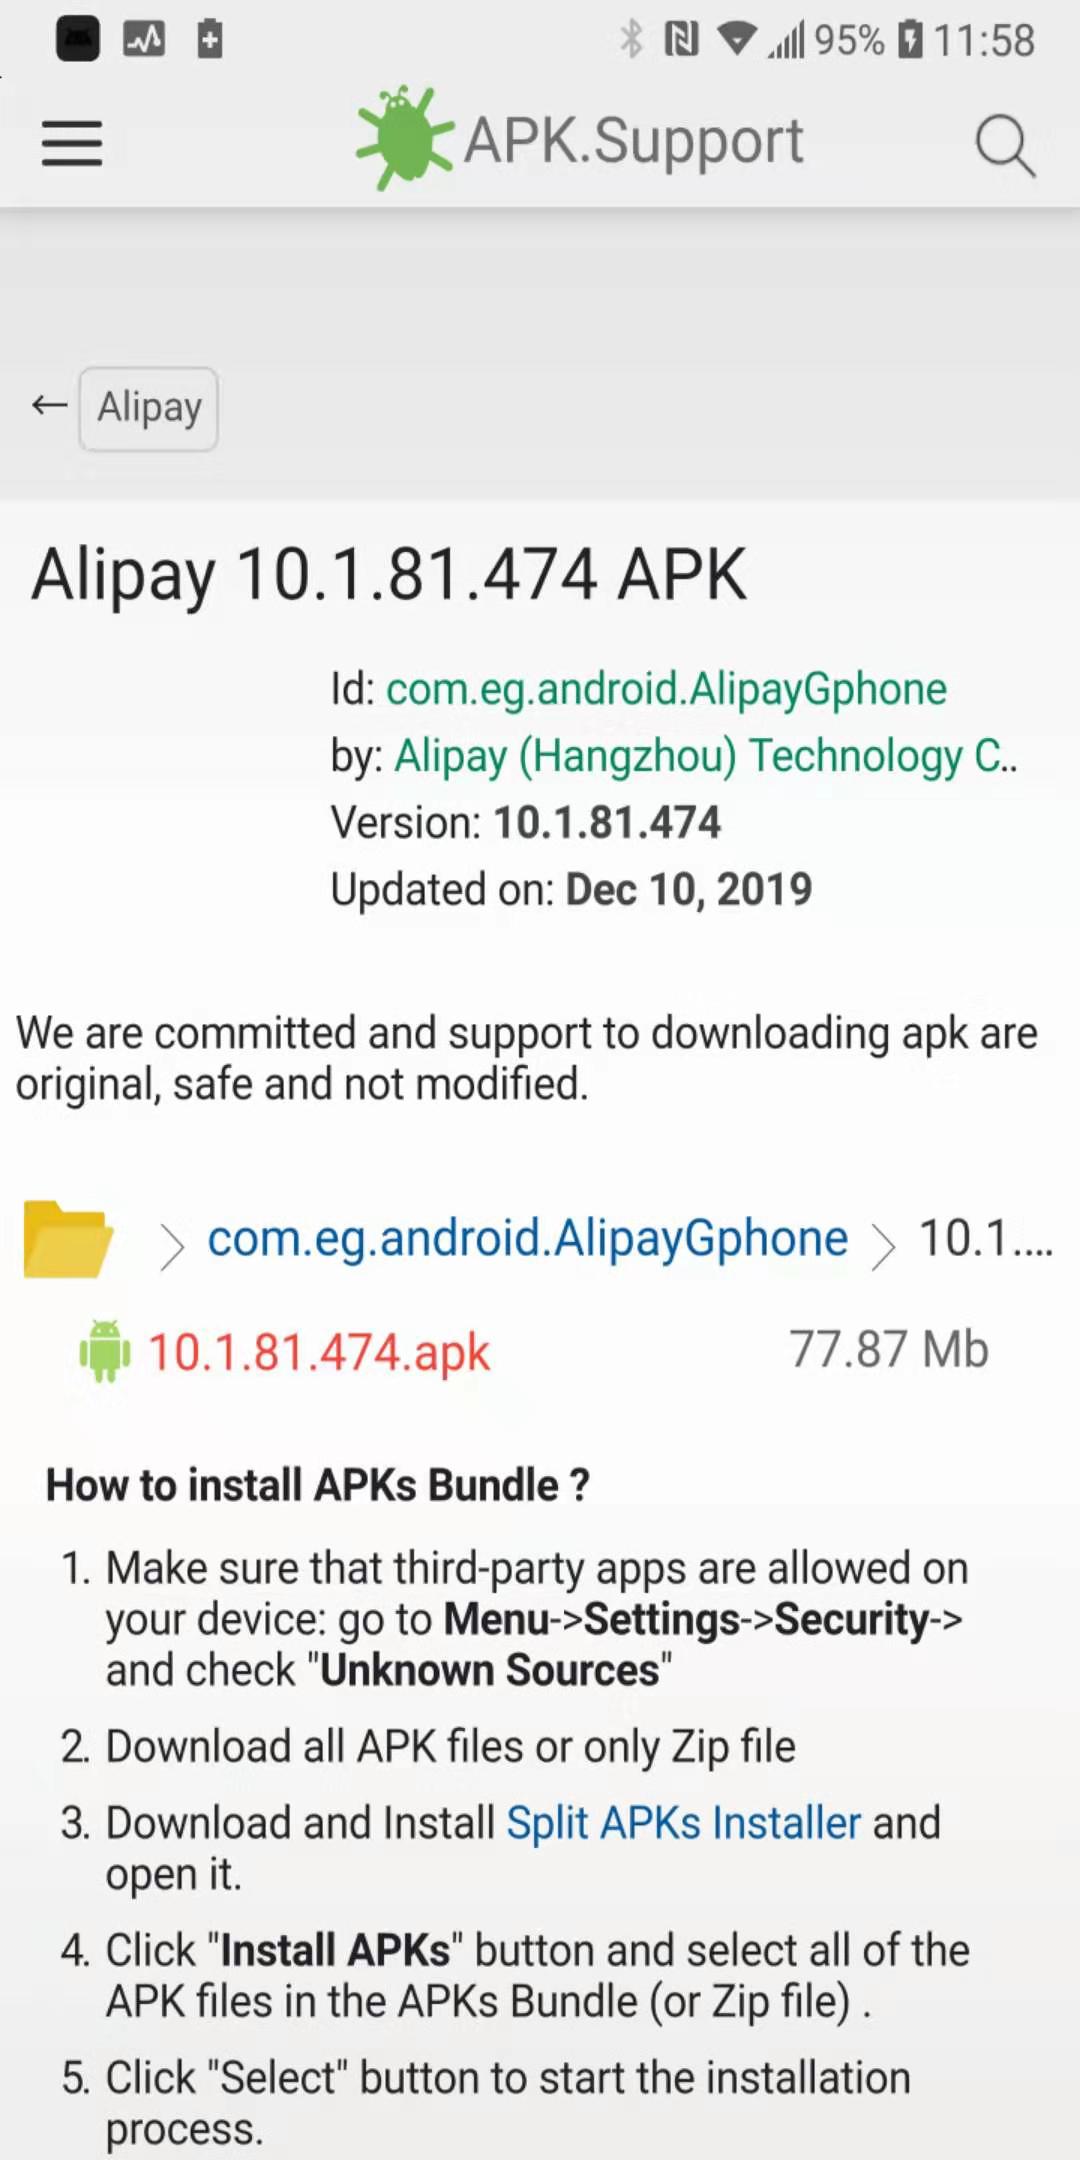 95% 11:58
APK.Support
← Alipay
Alipay 10.1.81.474 APK
Id: com.eg.android.AlipayGphone
by: Alipay (Hangzhou) Technology C..
Version: 10.1.81.474
Updated on: Dec 10, 2019
We are committed and support to downloading apk are
original, safe and not modified.
com.eg.android.AlipayGphone 10.1....
10.1.81.474.apk 77.87 Mb
How to install APKs Bundle ?
1. Make sure that third-party apps are allowed on
your device: go to Menu->Settings->Security->
and check "Unknown Sources"
2. Download all APK files or only Zip file
3. Download and Install Split APKs Installer and
open it.
4. Click "Install APKs" button and select all of the
APK files in the APKs Bundle (or Zip file) .
5. Click "Select" button to start the installation
process.